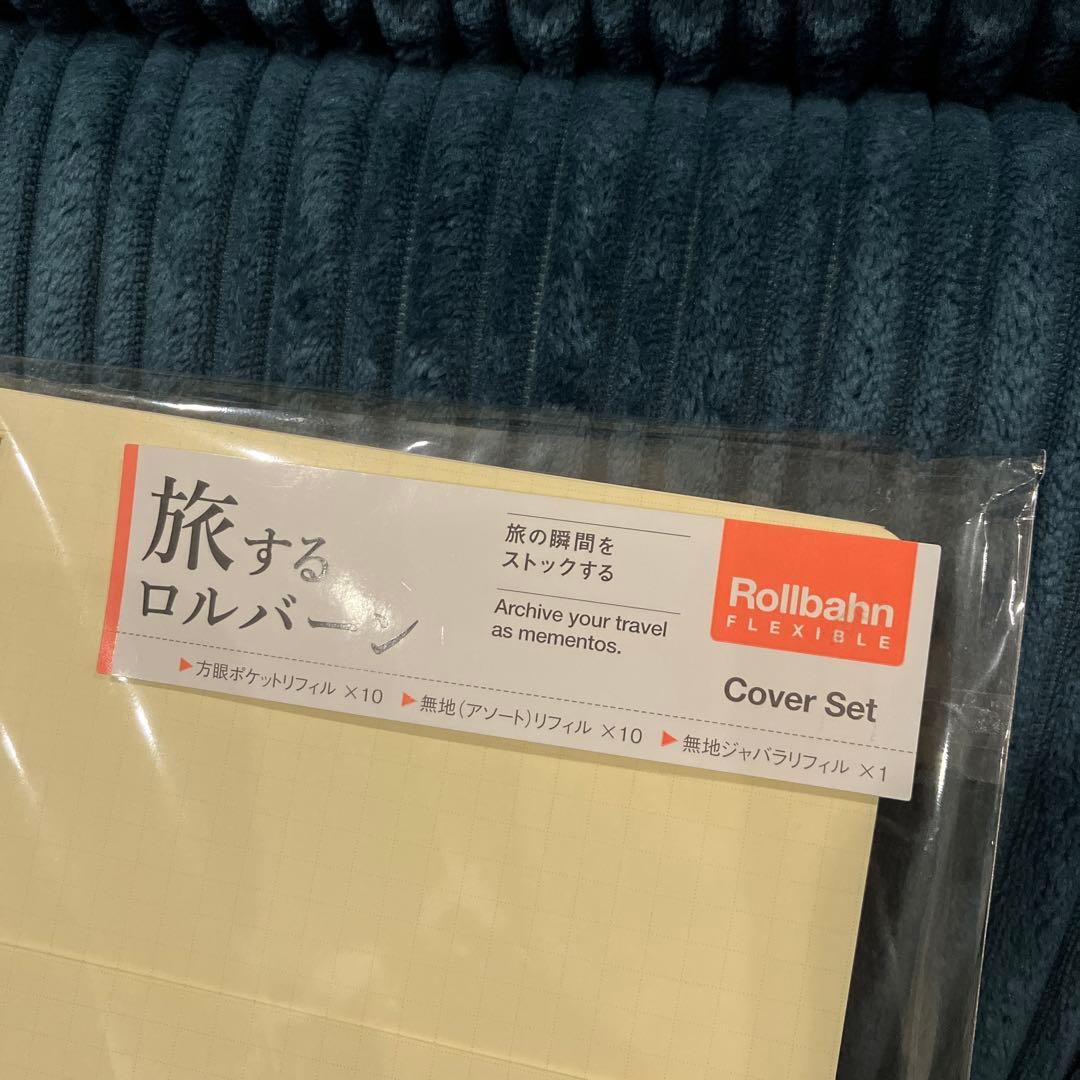 旅する
ロルバーン
旅の瞬間を
ストックする
Archive your travel
as mementos.
Rollbahn
FLEXIBLE
Cover Set
▶方眼ポケットリフィル ×10 ▶無地(アソート)リフィル ×10 ▶無地ジャバラリフィル ×1